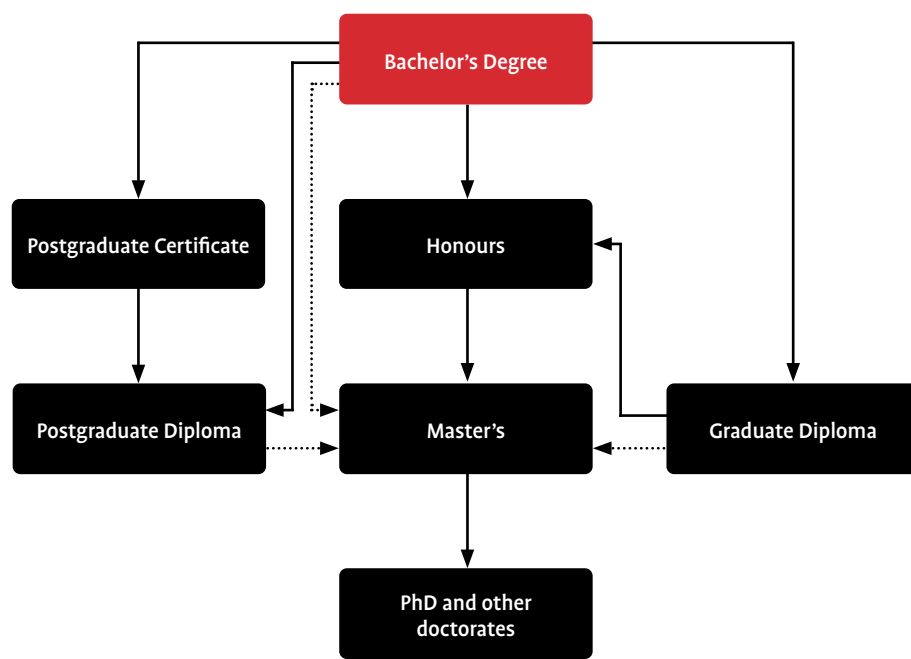 Bachelor’s Degree
Postgraduate Certificate
Honours
Postgraduate Diploma
Master’s
Graduate Diploma
PhD and other
doctorates